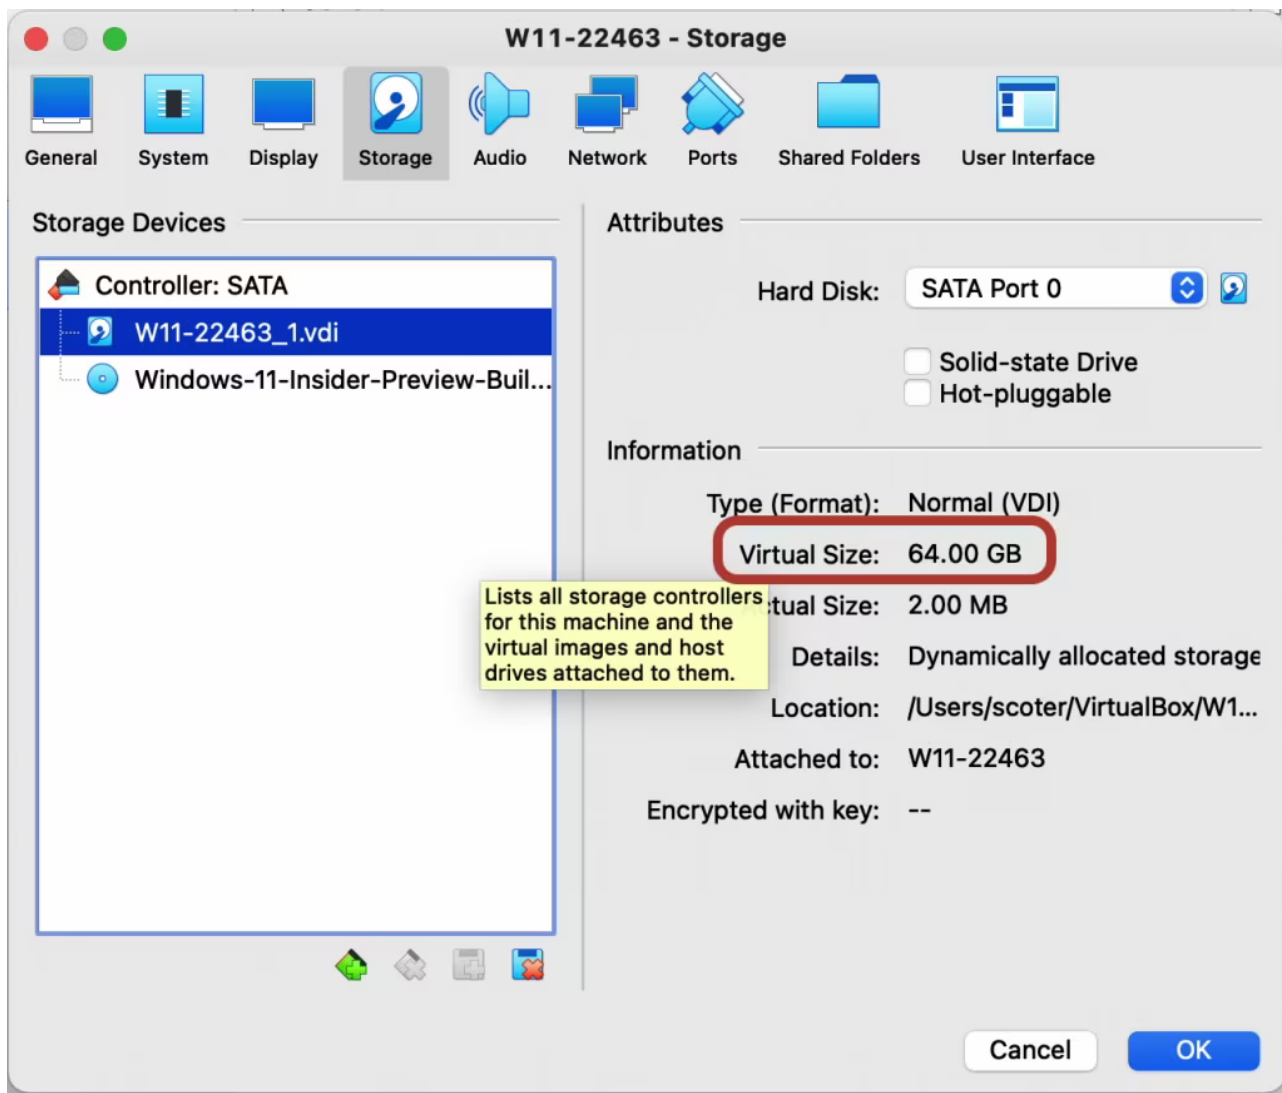 W11-22463 - Storage
General
System
Display
Storage
Audio
Network
Ports
Shared Folders
User Interface
Storage Devices
Controller: SATA
W11-22463_1.vdi
Windows-11-Insider-Preview-Buil...
Attributes
Hard Disk: SATA Port 0
Solid-state Drive
Hot-pluggable
Information
Type (Format): Normal (VDI)
Virtual Size: 64.00 GB
ctual Size: 2.00 MB
Details: Dynamically allocated storage
Location: /Users/scoter/VirtualBox/W1...
Attached to: W11-22463
Encrypted with key: --
Lists all storage controllers
for this machine and the
virtual images and host
drives attached to them.
Cancel
OK